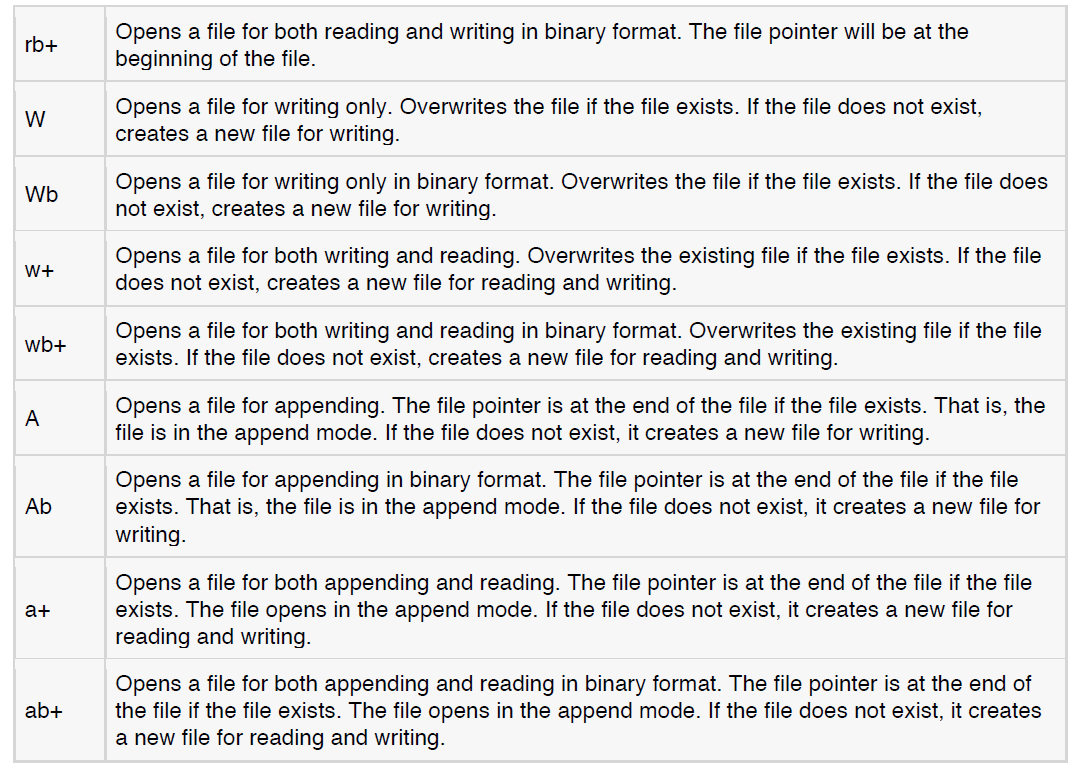 rb+
Opens a file for both reading and writing in binary format. The file pointer will be at the
beginning of the file.
W
Opens a file for writing only. Overwrites the file if the file exists. If the file does not exist,
creates a new file for writing.
Wb
Opens a file for writing only in binary format. Overwrites the file if the file exists. If the file does
not exist, creates a new file for writing.
w+
Opens a file for both writing and reading. Overwrites the existing file if the file exists. If the file
does not exist, creates a new file for reading and writing.
wb+
Opens a file for both writing and reading in binary format. Overwrites the existing file if the file
exists. If the file does not exist, creates a new file for reading and writing.
A
Opens a file for appending. The file pointer is at the end of the file if the file exists. That is, the
file is in the append mode. If the file does not exist, it creates a new file for writing.
Ab
Opens a file for appending in binary format. The file pointer is at the end of the file if the file
exists. That is, the file is in the append mode. If the file does not exist, it creates a new file for
writing.
a+
Opens a file for both appending and reading. The file pointer is at the end of the file if the file
exists. The file opens in the append mode. If the file does not exist, it creates a new file for
reading and writing.
ab+
Opens a file for both appending and reading in binary format. The file pointer is at the end of
the file if the file exists. The file opens in the append mode. If the file does not exist, it creates
a new file for reading and writing.